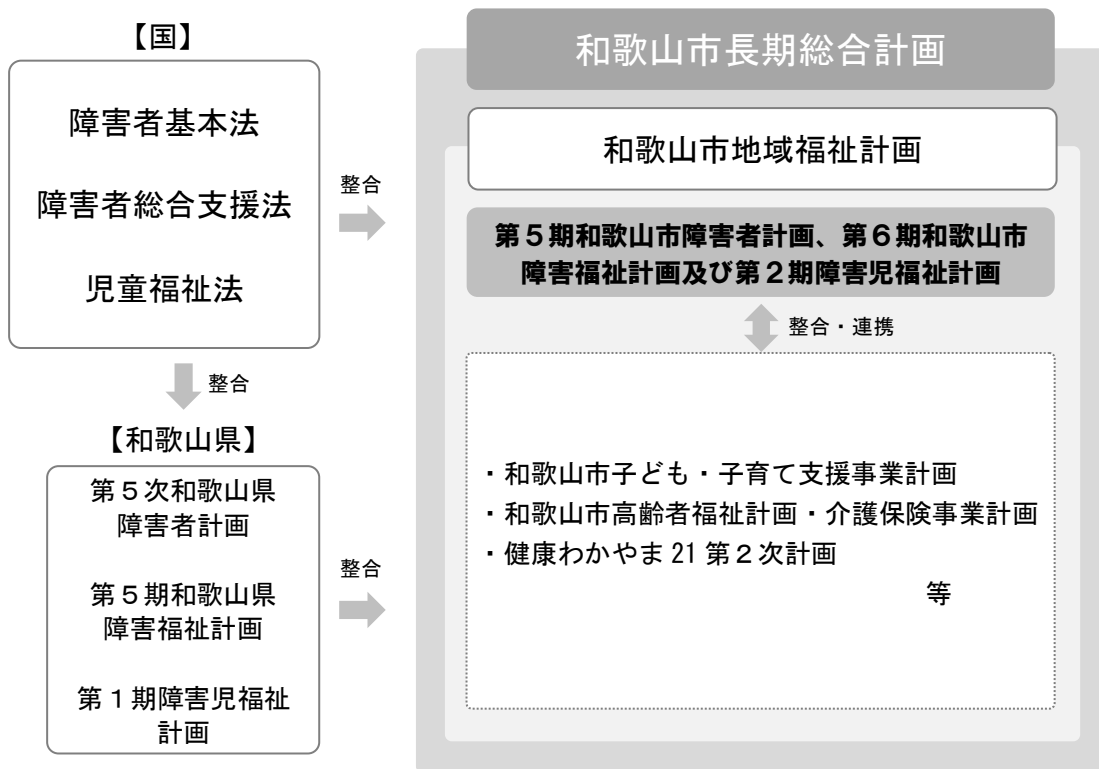 【国】
障害者基本法
障害者総合支援法
児童福祉法
整合
整合
【和歌山県】
第５次和歌山県
障害者計画
第５期和歌山県
障害福祉計画
第１期障害児福祉
計画
整合
和歌山市長期総合計画
和歌山市地域福祉計画
第５期和歌山市障害者計画、第６期和歌山市
障害福祉計画及び第２期障害児福祉計画
整合・連携
・和歌山市子ども・子育て支援事業計画
・和歌山市高齢者福祉計画・介護保険事業計画
・健康わかやま 21 第２次計画
等